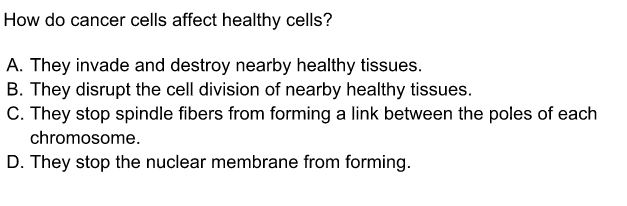 How do cancer cells affect healthy cells?
A. They invade and destroy nearby healthy tissues.
B. They disrupt the cell division of nearby healthy tissues.
C. They stop spindle fibers from forming a link between the poles of each
chromosome.
D. They stop the nuclear membrane from forming.